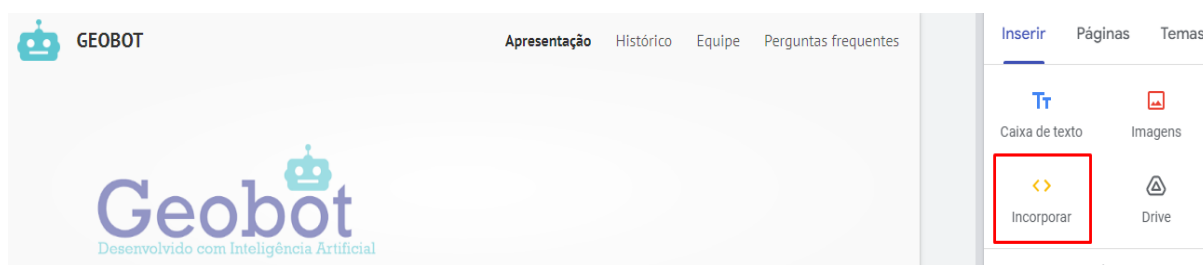 GEOBOT
Apresentação Histórico Equipe Perguntas frequentes
Geobot
Desenvolvido com Inteligência Artificial
Inserir Páginas Temas
Tт
Caixa de texto Imagens
<>
Incorporar Drive